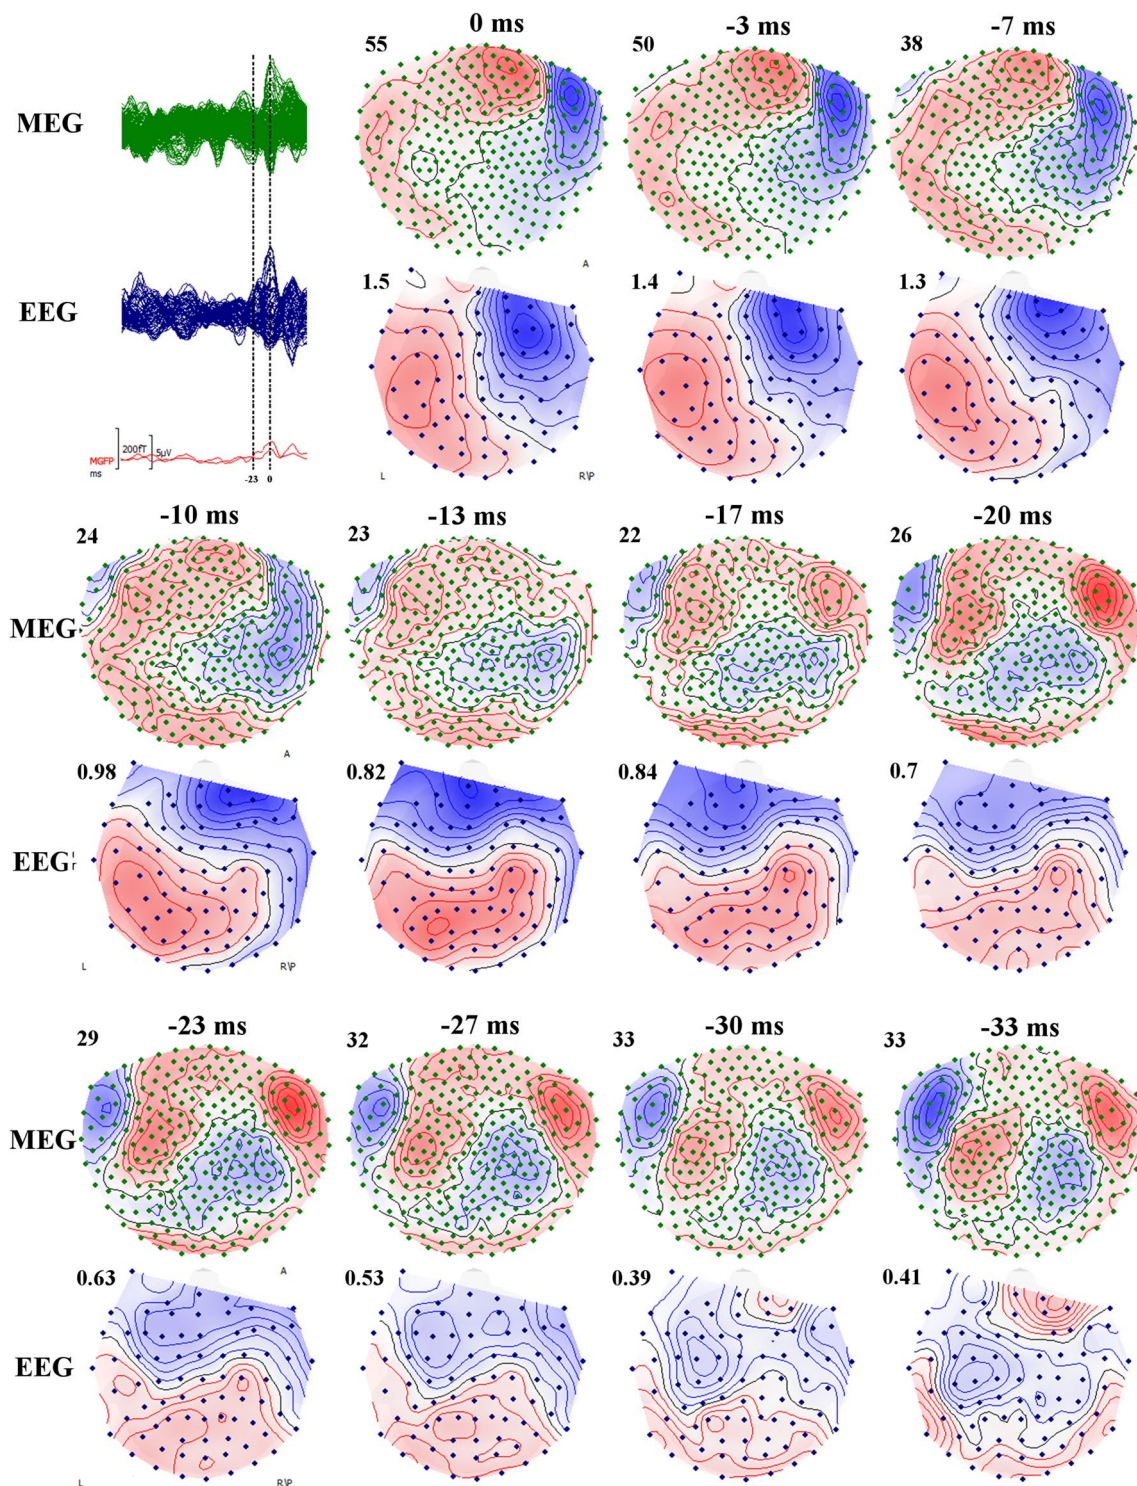 0 ms -3 ms -7 ms
55 50 38
MEG
A
EEG
1.5 1.4 1.3
200fT 5µV
MGFP
ms
-23 0
L R\P
-10 ms -13 ms -17 ms -20 ms
24 23 22 26
MEG
A
0.98 0.82 0.84 0.7
EEG
L R\P
-23 ms -27 ms -30 ms -33 ms
29 32 33 33
MEG
A
0.63 0.53 0.39 0.41
EEG
L R\P